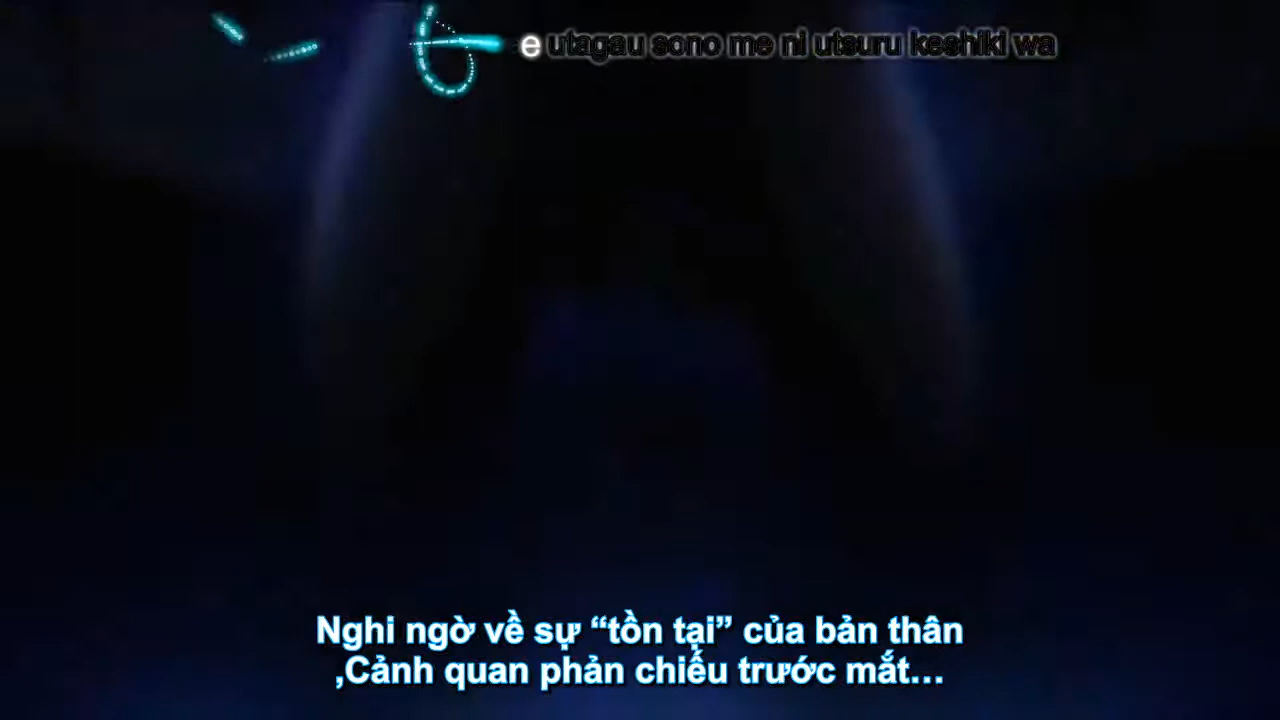 e utagau sono me ni utsuru keshiki wa
Nghi ngờ về sự “tồn tại” của bản thân
,Cảnh quan phản chiếu trước mắt...